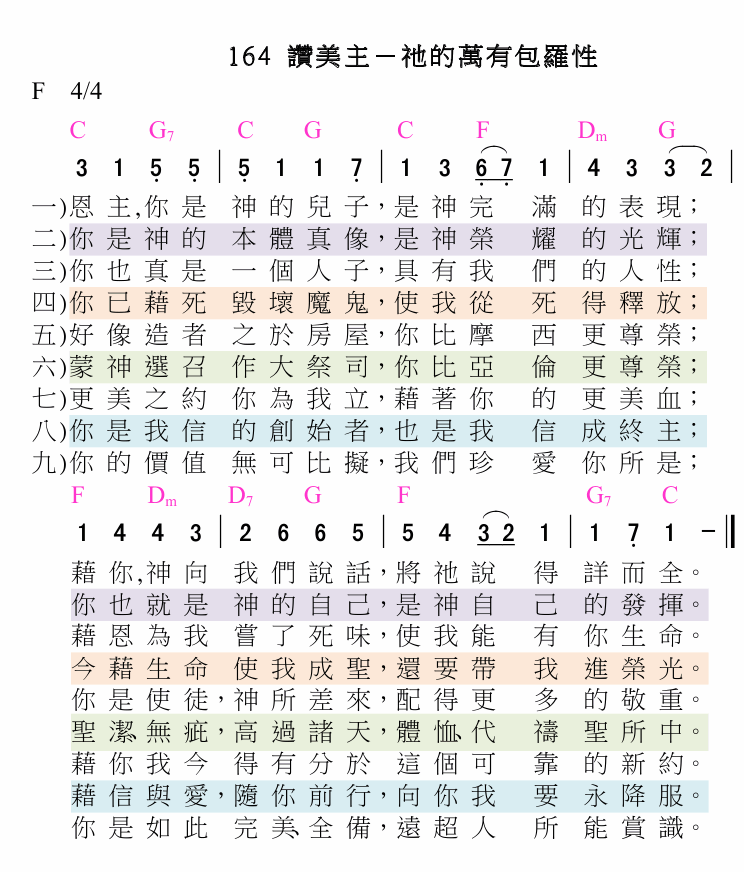 164 讚美主－祂的萬有包羅性
F 4/4
C G7 C G C F Dm G
3 1 5 5 | 5 1 1 7 | 1 3 6 7 1 | 4 3 3 2 |
一)恩主,你是神的兒子，是神完滿的表現；
二)你是神的本體真像，是神榮耀的光輝；
三)你也真是一個人子，具有我們的人性；
四)你已藉死毀壞魔鬼，使我從死得釋放；
五)好像造者之於房屋，你比摩西更尊榮；
六)蒙神選召作大祭司，你比亞倫更尊榮；
七)更美之約你為我立，藉著你的更美血；
八)你是我信的創始者，也是我信成終主；
九)你的價值無可比擬，我們珍愛你所是；
F Dm D7 G F G7 C
1 4 4 3 | 2 6 6 5 | 5 4 3 2 1 | 1 7 1 － ‖
藉你,神向我們說話，將祂說得詳而全。
你也就是神的自己，是神自己的發揮。
藉恩為我嘗了死味，使我能有你生命。
今藉生命使我成聖，還要帶我進榮光。
你是使徒，神所差來，配得更多的敬重。
聖潔、無疵，高過諸天，體恤、代禱聖所中。
藉你我今得有分於這個可靠的新約。
藉信與愛，隨你前行，向你我要永降服。
你是如此完美、全備，遠超人所能賞識。